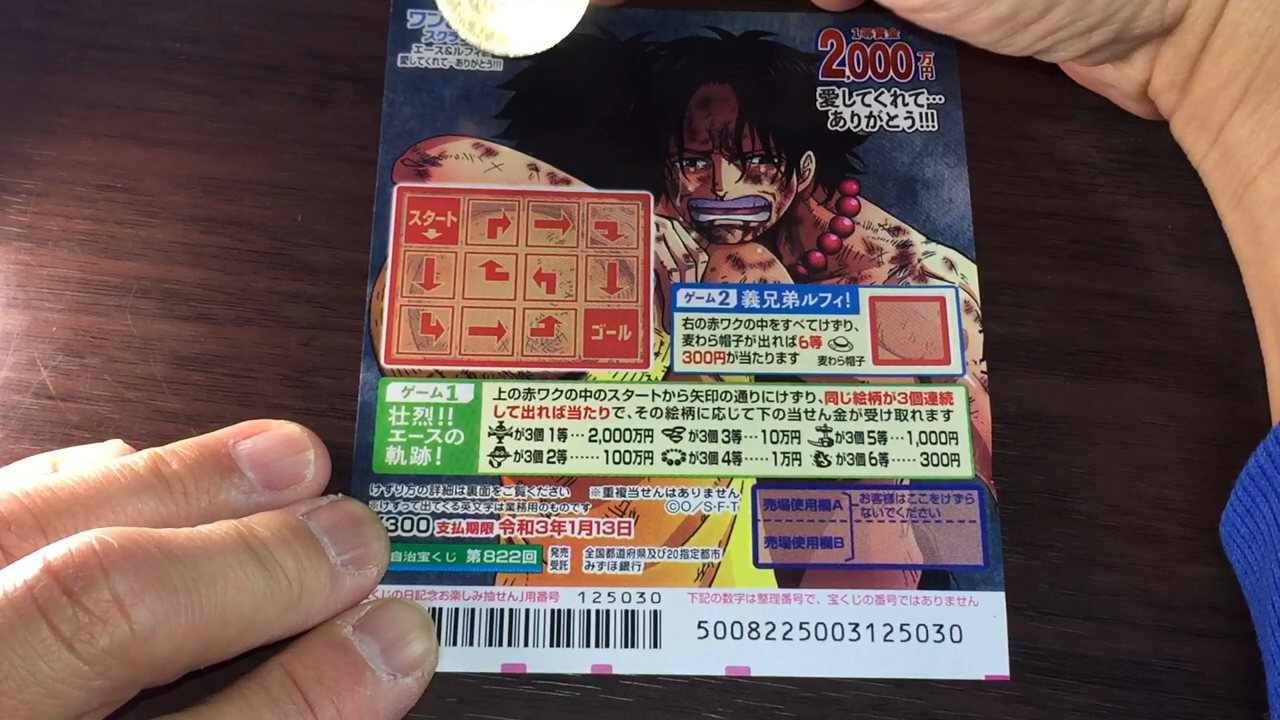 ワン
スクラ
エース&ルフィ
愛してくれて…ありがとう!!!
1等賞金
2,000万円
愛してくれて…
ありがとう!!!
スタート
ゴール
ゲーム2 義兄弟ルフィ!
右の赤ワクの中をすべてけずり、
麦わら帽子が出れば6等
300円が当たります 麦わら帽子
ゲーム1
壮烈!!
エースの
軌跡!
上の赤ワクの中のスタートから矢印の通りにけずり、同じ絵柄が3個連続
して出れば当たりで、その絵柄に応じて下の当せん金が受け取れます
が3個 1等…2,000万円 が3個 3等…10万円 が3個 5等…1,000円
が3個 2等……100万円 が3個 4等……1万円 が3個 6等……300円
けずり方の詳細は裏面をご覧ください ※重複当せんはありません
※けずって出てくる英文字は業務用のものです ©O/S・F・T
¥300 支払期限 令和3年1月13日
自治宝くじ 第822回 発売 全国都道府県及び20指定都市
受託 みずほ銀行
売場使用欄A
売場使用欄B
お客様はここをけずら
ないでください
くじの日記念お楽しみ抽せん」用番号 125030 下記の数字は整理番号で、宝くじの番号ではありません
5008225003125030